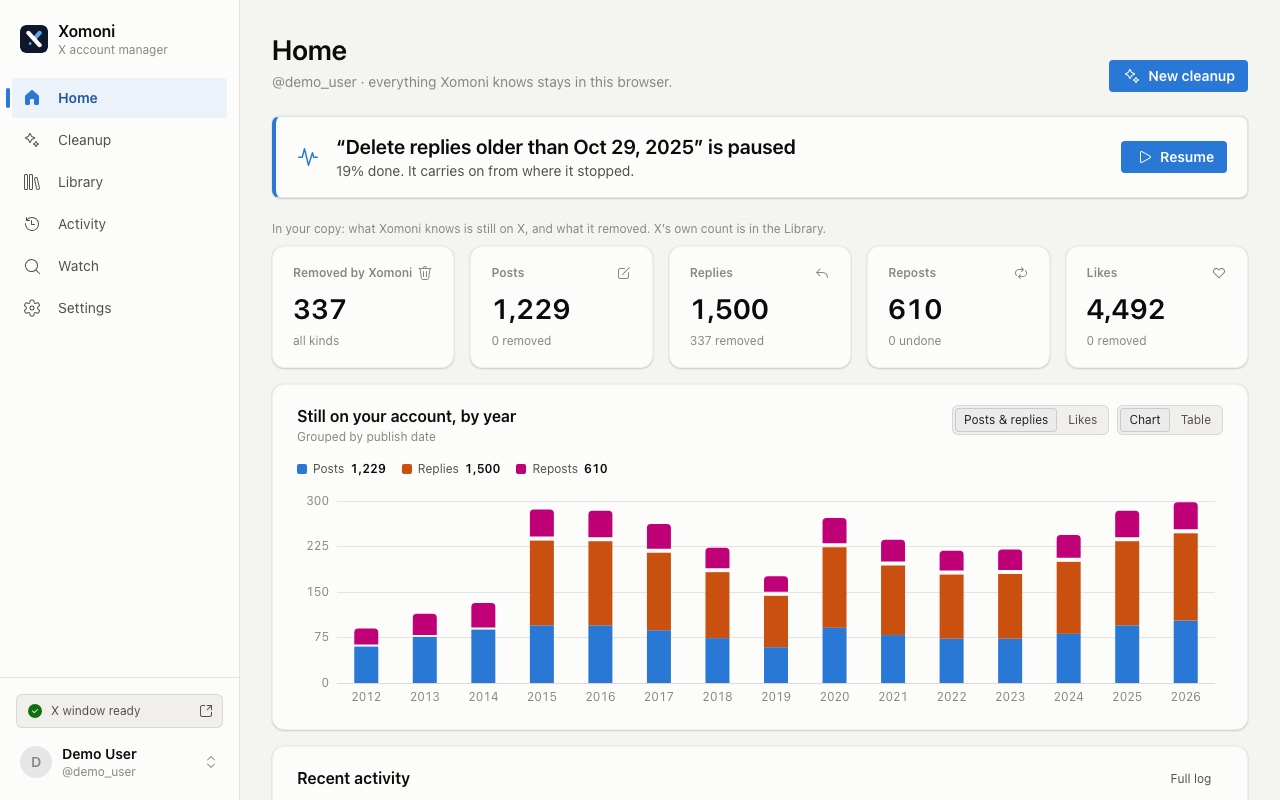 Xomoni
X account manager
Home
Cleanup
Library
Activity
Watch
Settings
X window ready
D
Demo User
@demo_user
Home
@demo_user · everything Xomoni knows stays in this browser.
New cleanup
“Delete replies older than Oct 29, 2025” is paused
19% done. It carries on from where it stopped.
Resume
In your copy: what Xomoni knows is still on X, and what it removed. X’s own count is in the Library.
Removed by Xomoni
337
all kinds
Posts
1,229
0 removed
Replies
1,500
337 removed
Reposts
610
0 undone
Likes
4,492
0 removed
Still on your account, by year
Grouped by publish date
Posts & replies Likes Chart Table
Posts 1,229 Replies 1,500 Reposts 610
300
225
150
75
0
2012 2013 2014 2015 2016 2017 2018 2019 2020 2021 2022 2023 2024 2025 2026
Recent activity
Full log